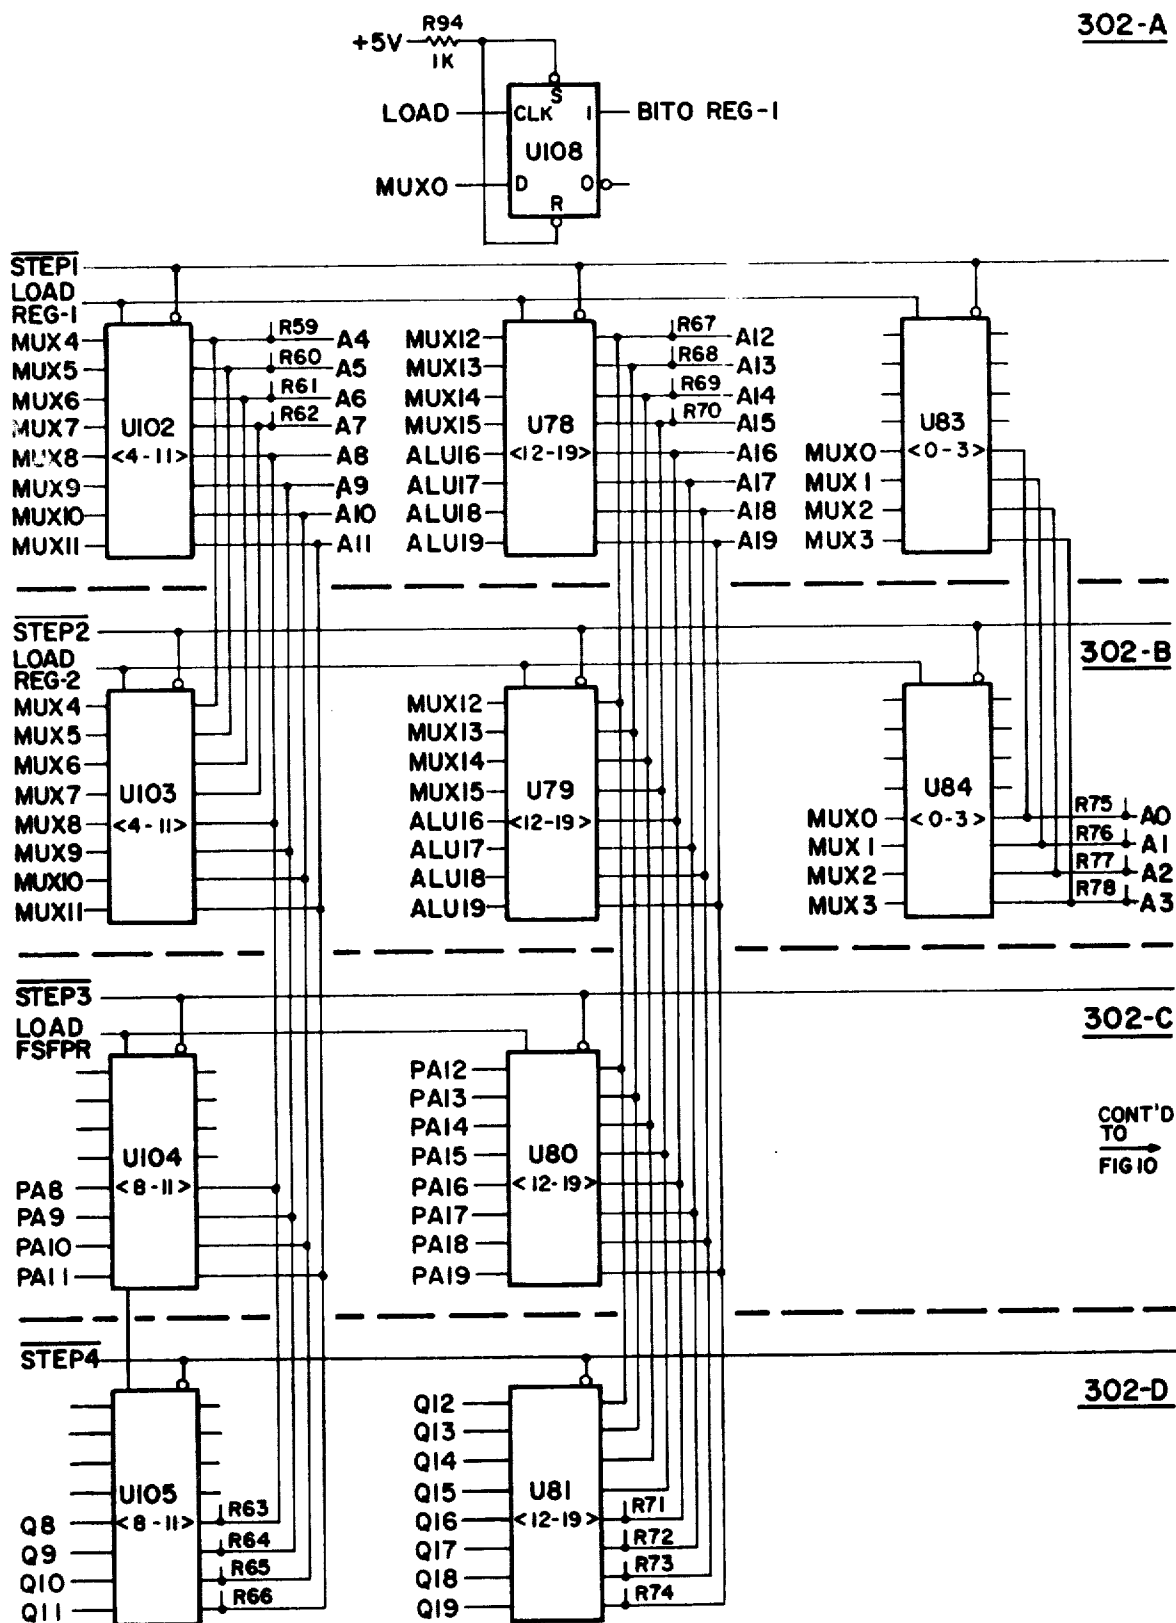 302-A
R94
+5V
1K
S
LOAD CLK 1 BITO REG-1
U108
MUX0 D 0
R
STEP1
LOAD
REG-1
MUX4 R59 A4 MUX12 R67 A12
MUX5 R60 A5 MUX13 R68 A13
MUX6 R61 A6 MUX14 R69 A14
MUX7 U102 R62 A7 MUX15 U78 R70 A15 U83
MUX8 <4-11> A8 ALU16 <12-19> A16 MUX0 <0-3>
MUX9 A9 ALU17 A17 MUX1
MUX10 A10 ALU18 A18 MUX2
MUX11 A11 ALU19 A19 MUX3
STEP2
LOAD
REG-2
302-B
MUX4 MUX12
MUX5 MUX13
MUX6 MUX14
MUX7 U103 MUX15 U79 U84
MUX8 <4-11> ALU16 <12-19> MUX0 <0-3> R75 A0
MUX9 ALU17 MUX1 R76 A1
MUX10 ALU18 MUX2 R77 A2
MUX11 ALU19 MUX3 R78 A3
STEP3
LOAD
FSFPR
302-C
PA12
PA13
PA14
U104 PA15 U80
PA8 <8-11> PA16 <12-19>
PA9 PA17
PA10 PA18
PA11 PA19
CONT'D
TO
FIG 10
STEP4
302-D
Q12
Q13
Q14
U105 Q15 U81
Q8 <8-11> R63 Q16 <12-19> R71
Q9 R64 Q17 R72
Q10 R65 Q18 R73
Q11 R66 Q19 R74